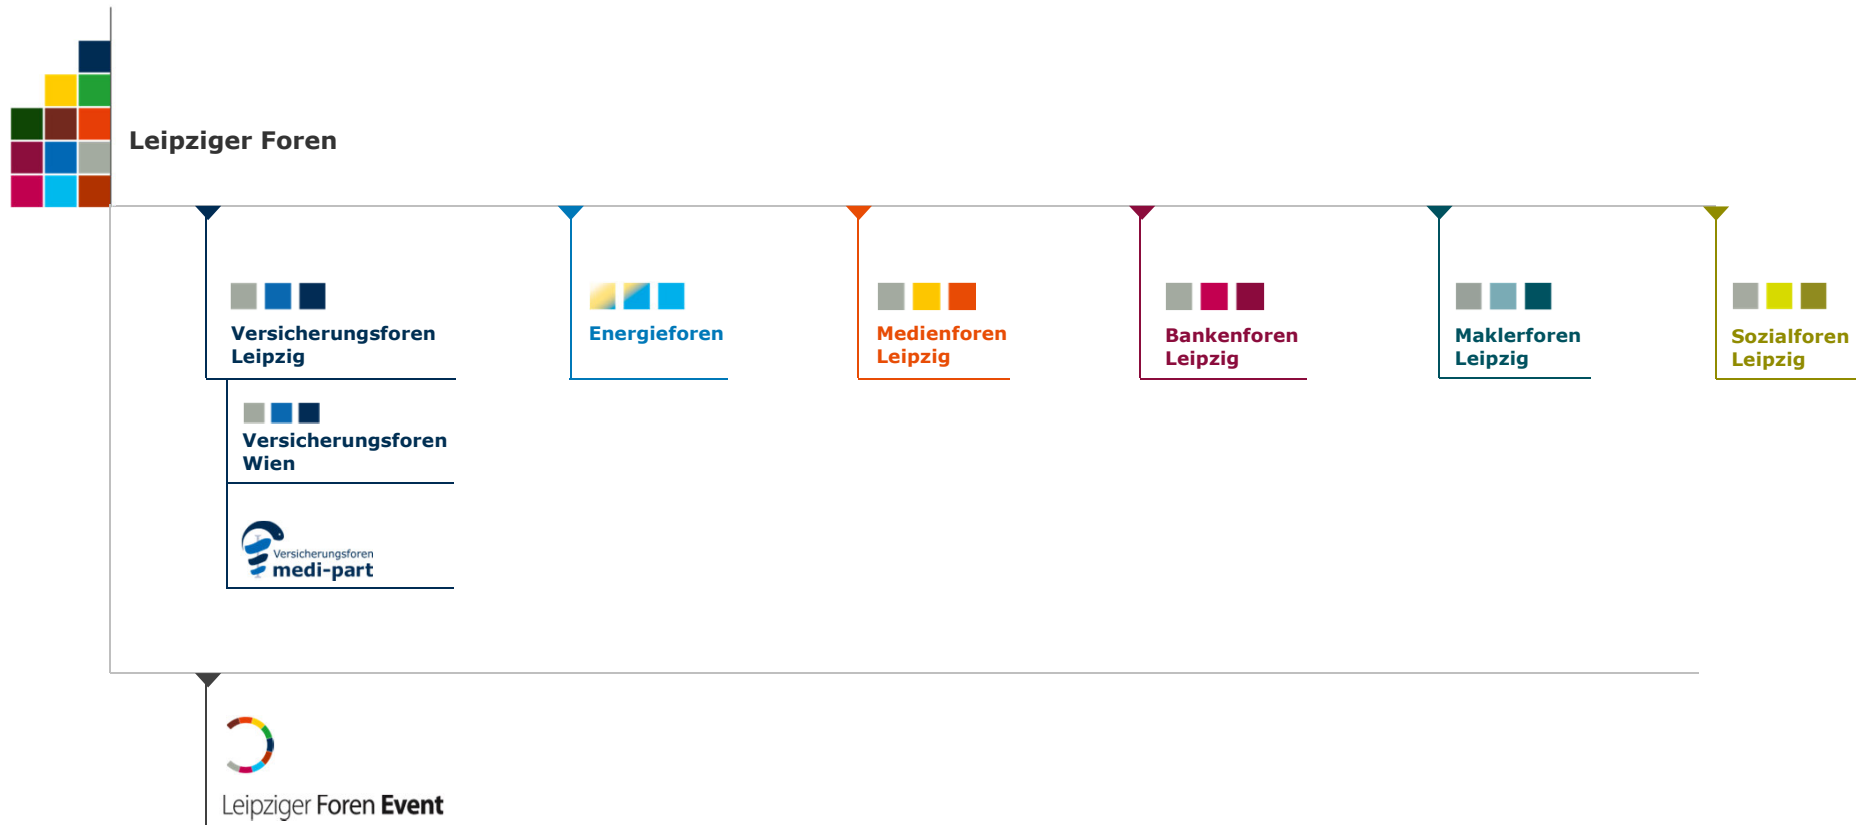 Leipziger Foren
Versicherungsforen
Leipzig
Energieforen
Medienforen
Leipzig
Bankenforen
Leipzig
Maklerforen
Leipzig
Sozialforen
Leipzig
Versicherungsforen
Wien
Versicherungsforen
medi-part
Leipziger Foren Event